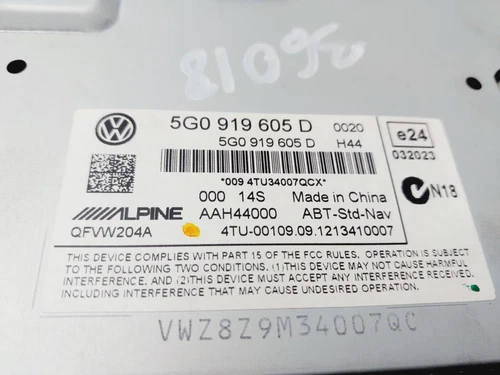 5G0 919 605 D 0020
5G0 919 605 D H44
e24
032023
*009 4TU34007QCX*
000 14S Made in China
N18
ALPINE AAH44000 ABT-Std-Nav
QFVW204A 4TU-00109.09.1213410007
THIS DEVICE COMPLIES WITH PART 15 OF THE FCC RULES. OPERATION IS SUBJECT
TO THE FOLLOWING TWO CONDITIONS: (1)THIS DEVICE MAY NOT CAUSE HARMFUL
INTERFERENCE, AND (2)THIS DEVICE MUST ACCEPT ANY INTERFERENCE RECEIVED,
INCLUDING INTERFERENCE THAT MAY CAUSE UNDESIRED OPERATION.
VWZ8Z9M34007QC